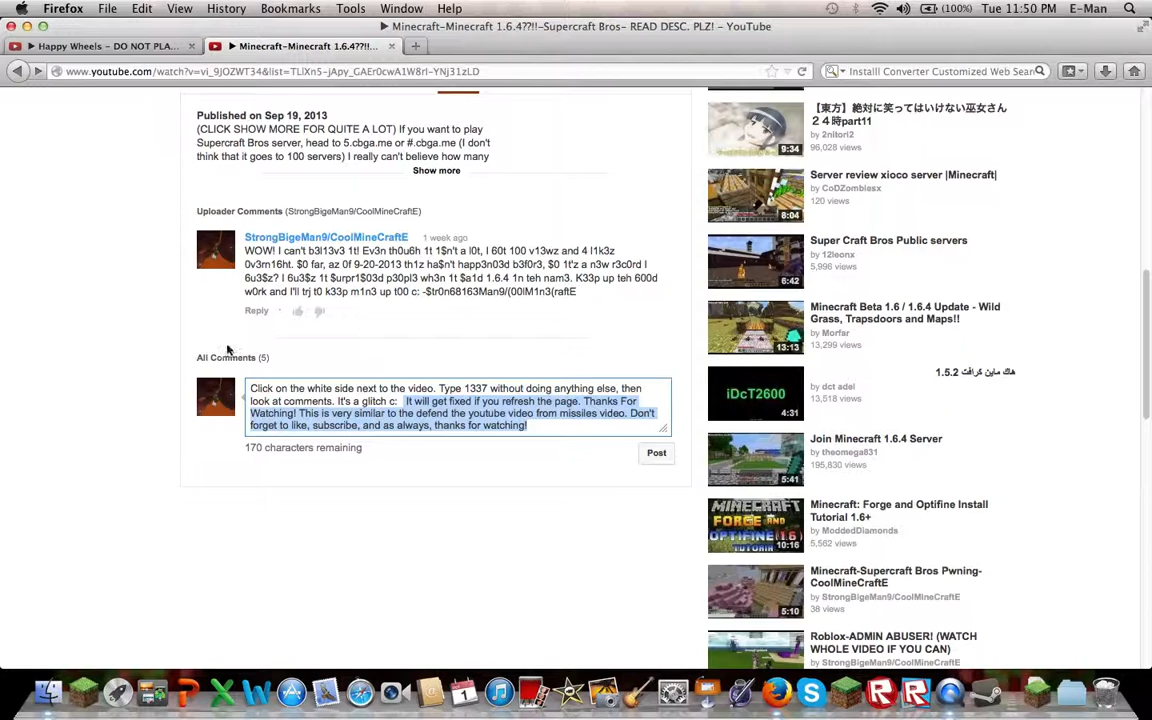 Firefox File Edit View History Bookmarks Tools Window Help (100%) Tue 11:50 PM E-Man
Minecraft-Minecraft 1.6.4??!!-Supercraft Bros- READ DESC. PLZ! - YouTube
Happy Wheels - DO NOT PLA... Minecraft-Minecraft 1.6.4??!!...
www.youtube.com/watch?v=vi_9JOZWT34&list=TLIXn5-jApy_GAEr0cwA1W8rI-YNj31zLD Installl Converter Customized Web Sear
Published on Sep 19, 2013
(CLICK SHOW MORE FOR QUITE A LOT) If you want to play
Supercraft Bros server, head to 5.cbga.me or #.cbga.me (I don't
think that it goes to 100 servers) I really can't believe how many
Show more
Uploader Comments (StrongBigeMan9/CoolMineCraftE)
StrongBigeMan9/CoolMineCraftE 1 week ago
WOW! I can't b3l13v3 1t! Ev3n th0u6h 1t 1$n't a l0t, I 60t 100 v13wz and 4 l1k3z
0v3rn16ht. $0 far, az 0f 9-20-2013 th1z ha$n't happ3n03d b3f0r3, $0 1t'z a n3w r3c0rd I
6u3$z? I 6u3$z 1t $urpr1$03d p30pl3 wh3n 1t $a1d 1.6.4 1n teh nam3. K33p up teh 600d
w0rk and I'll trj t0 k33p m1n3 up t00 c: -$tr0n68163Man9/(00lM1n3(raftE
Reply
All Comments (5)
Click on the white side next to the video. Type 1337 without doing anything else, then
look at comments. It's a glitch c: It will get fixed if you refresh the page. Thanks For
Watching! This is very similar to the defend the youtube video from missiles video. Don't
forget to like, subscribe, and as always, thanks for watching!
170 characters remaining
Post
9:34
【東方】絶対に笑ってはいけない巫女さん
２４時part11
by 2nitori2
96,028 views
8:04
Server review xioco server |Minecraft|
by CoDZombiesx
120 views
6:42
Super Craft Bros Public servers
by 12leonx
5,996 views
13:13
Minecraft Beta 1.6 / 1.6.4 Update - Wild
Grass, Trapsdoors and Maps!!
by Morfar
13,299 views
iDcT2600
4:31
هاك ماين كرافت 1.5.2
by dct adel
13,518 views
5:41
Join Minecraft 1.6.4 Server
by theomega831
195,830 views
MINECRAFT
FORGE AND
OPTIFINE (1.6)
TUTORIAL
10:16
Minecraft: Forge and Optifine Install
Tutorial 1.6+
by ModdedDiamonds
5,562 views
5:10
Minecraft-Supercraft Bros Pwning-
CoolMineCraftE
by StrongBigeMan9/CoolMineCraftE
38 views
Roblox-ADMIN ABUSER! (WATCH
WHOLE VIDEO IF YOU CAN)
by StrongBigeMan9/CoolMineCraftE